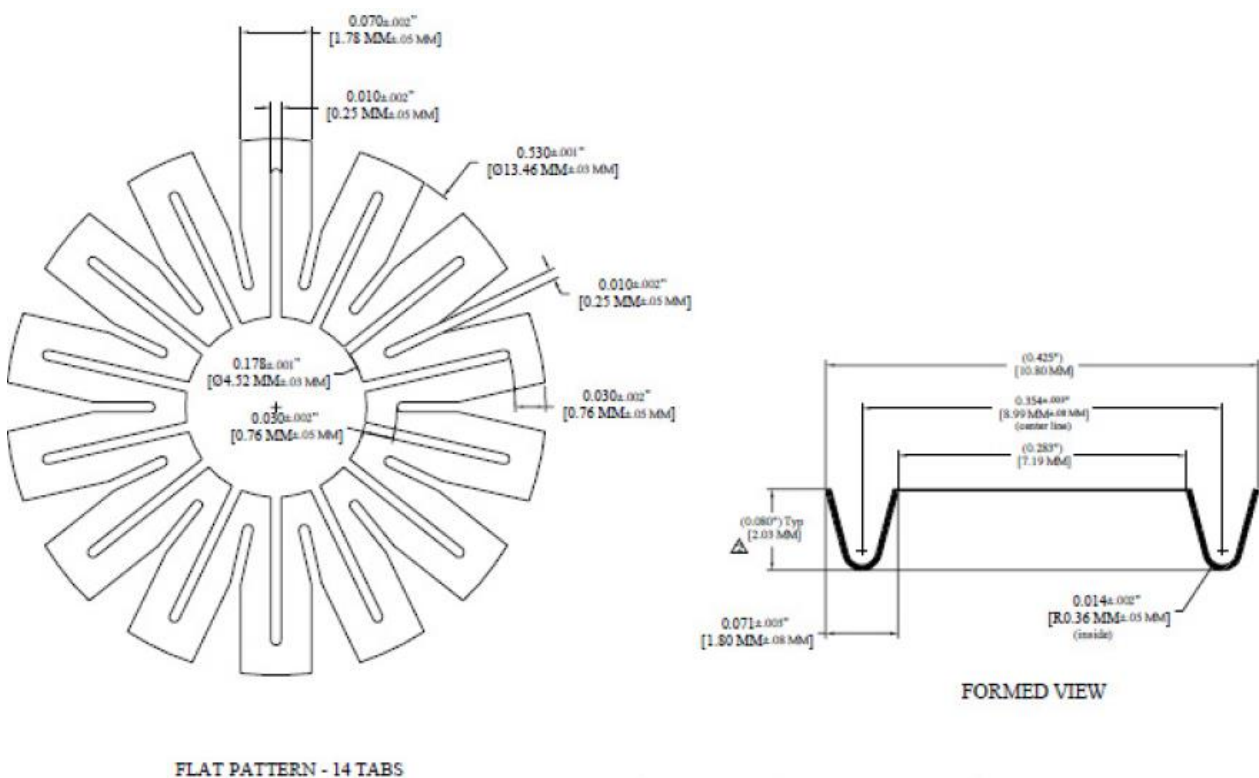 0.070±.002"
[1.78 MM±.05 MM]
0.010±.002"
[0.25 MM±.05 MM]
0.530±.001"
[Ø13.46 MM±.03 MM]
0.010±.002"
[0.25 MM±.05 MM]
0.178±.001"
[Ø4.52 MM±.03 MM]
0.030±.002"
[0.76 MM±.05 MM]
0.030±.002"
[0.76 MM±.05 MM]
(0.425")
[10.80 MM]
0.354±.003"
[8.99 MM±.08 MM]
(center line)
(0.283")
[7.19 MM]
(0.080") Typ
[2.03 MM]
0.071±.003"
[1.80 MM±.08 MM]
0.014±.002"
[R0.36 MM±.05 MM]
(inside)
FORMED VIEW
FLAT PATTERN - 14 TABS